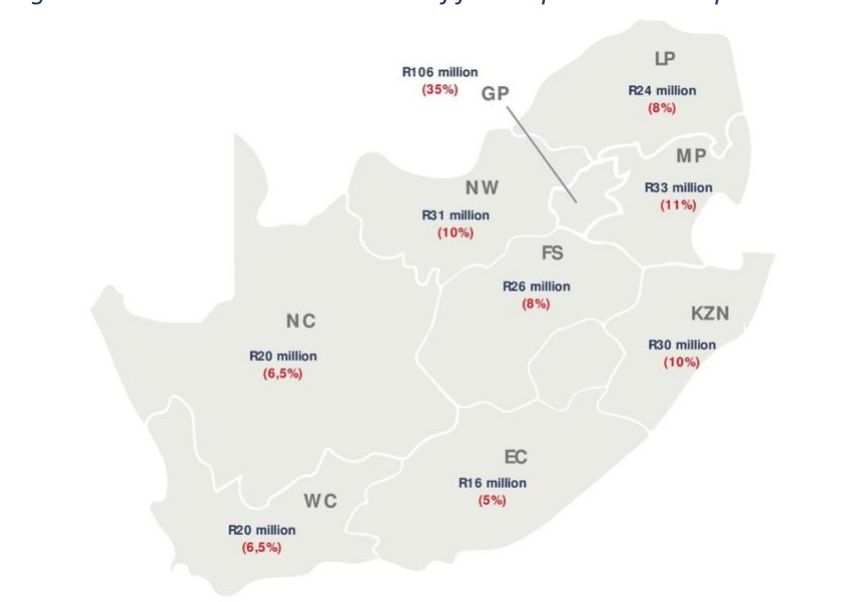 LP
R24 million
(8%)
R106 million
(35%)
GP
MP
R33 million
(11%)
NW
R31 million
(10%)
FS
R26 million
(8%)
KZN
R30 million
(10%)
NC
R20 million
(6,5%)
EC
R16 million
(5%)
WC
R20 million
(6,5%)